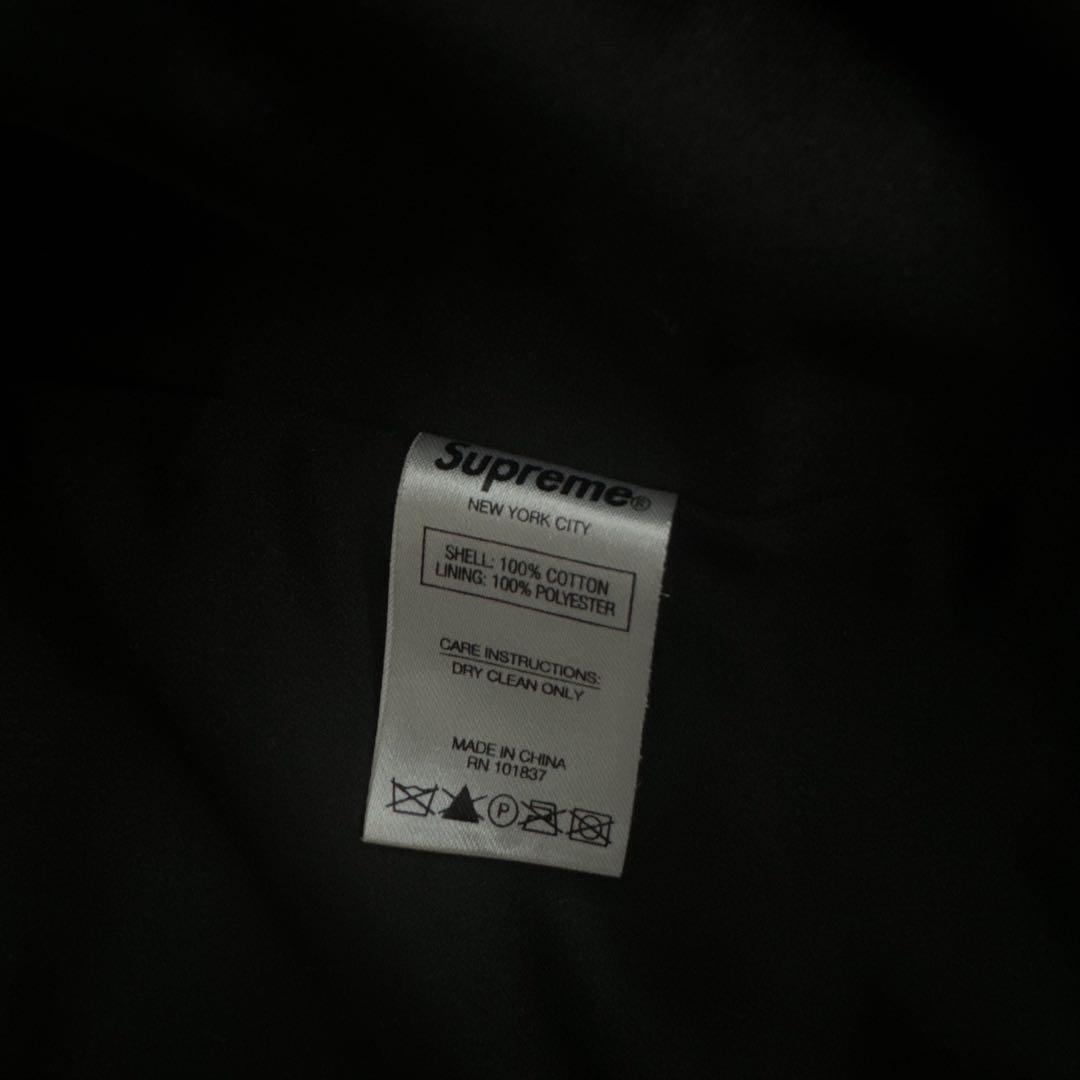 Supreme®
NEW YORK CITY
SHELL: 100% COTTON
LINING: 100% POLYESTER
CARE INSTRUCTIONS:
DRY CLEAN ONLY
MADE IN CHINA
RN 101837
P